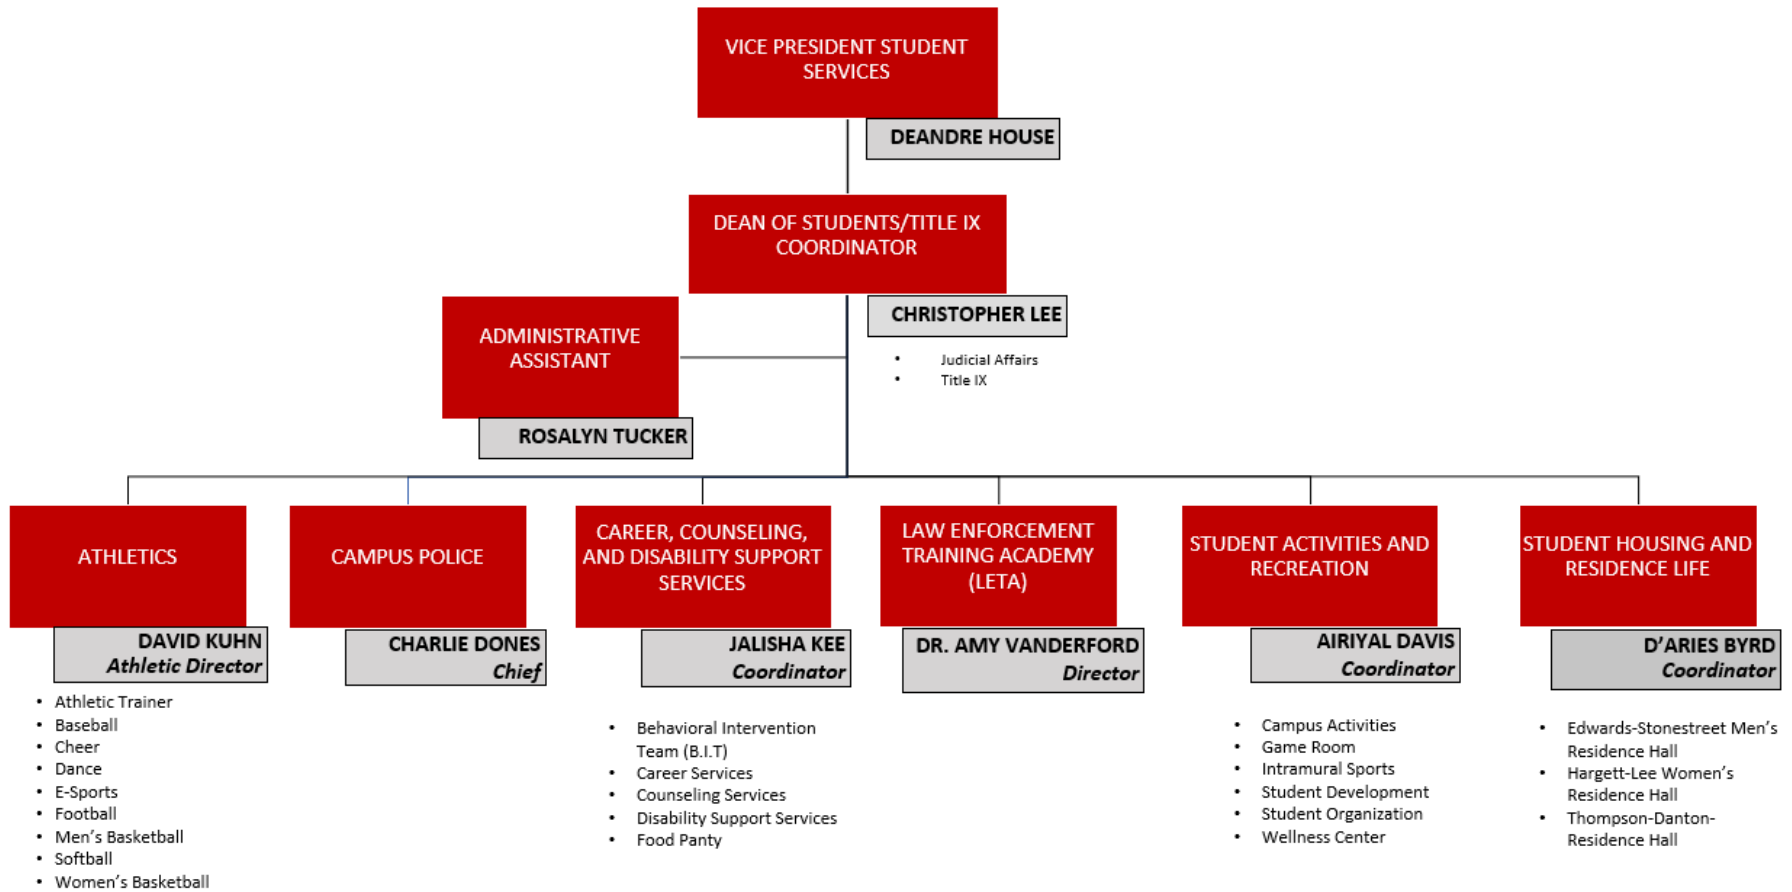 VICE PRESIDENT STUDENT
SERVICES
DEANDRE HOUSE
DEAN OF STUDENTS/TITLE IX
COORDINATOR
CHRISTOPHER LEE
• Judicial Affairs
• Title IX
ADMINISTRATIVE
ASSISTANT
ROSALYN TUCKER
ATHLETICS
DAVID KUHN
Athletic Director
• Athletic Trainer
• Baseball
• Cheer
• Dance
• E-Sports
• Football
• Men's Basketball
• Softball
• Women's Basketball
CAMPUS POLICE
CHARLIE DONES
Chief
CAREER, COUNSELING,
AND DISABILITY SUPPORT
SERVICES
JALISHA KEE
Coordinator
• Behavioral Intervention
Team (B.I.T)
• Career Services
• Counseling Services
• Disability Support Services
• Food Panty
LAW ENFORCEMENT
TRAINING ACADEMY
(LETA)
DR. AMY VANDERFORD
Director
STUDENT ACTIVITIES AND
RECREATION
AIRIYAL DAVIS
Coordinator
• Campus Activities
• Game Room
• Intramural Sports
• Student Development
• Student Organization
• Wellness Center
STUDENT HOUSING AND
RESIDENCE LIFE
D'ARIES BYRD
Coordinator
• Edwards-Stonestreet Men's
Residence Hall
• Hargett-Lee Women's
Residence Hall
• Thompson-Danton-
Residence Hall